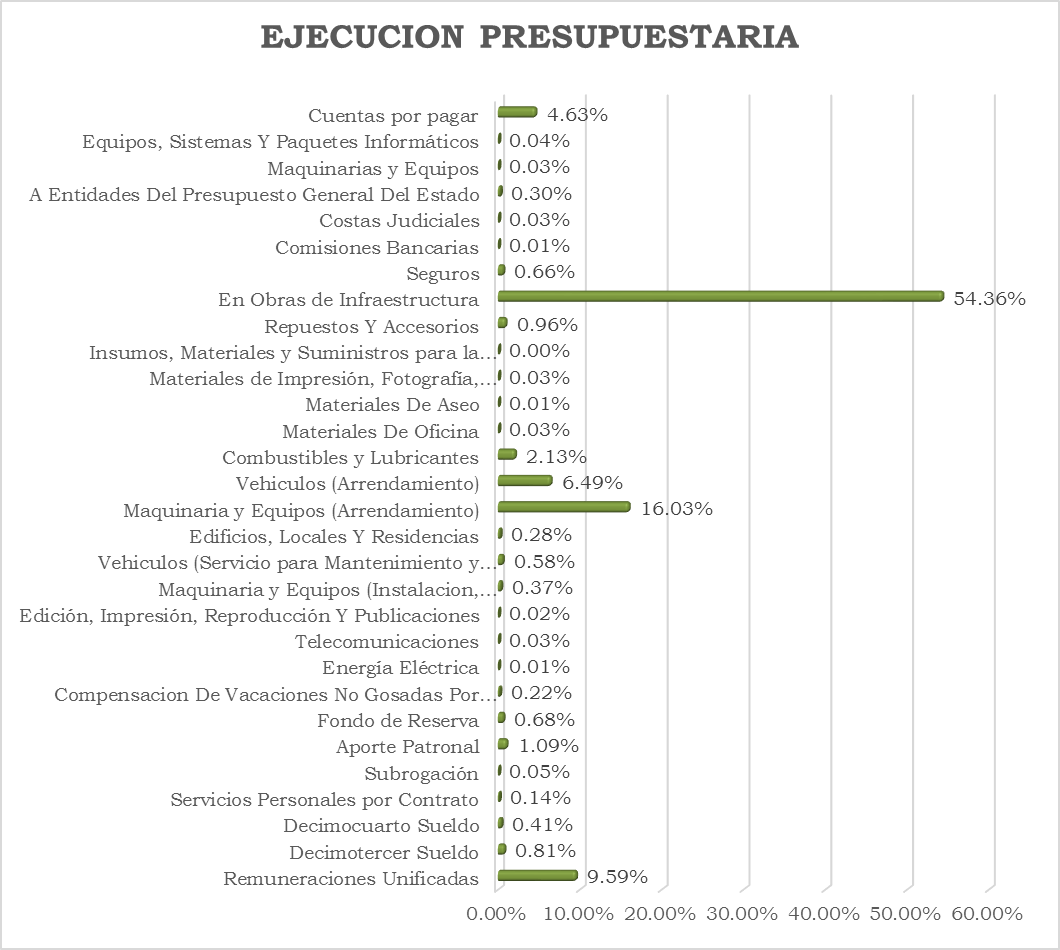 EJECUCION PRESUPUESTARIA
Cuentas por pagar 4.63%
Equipos, Sistemas Y Paquetes Informáticos 0.04%
Maquinarias y Equipos 0.03%
A Entidades Del Presupuesto General Del Estado 0.30%
Costas Judiciales 0.03%
Comisiones Bancarias 0.01%
Seguros 0.66%
En Obras de Infraestructura 54.36%
Repuestos Y Accesorios 0.96%
Insumos, Materiales y Suministros para la... 0.00%
Materiales de Impresión, Fotografía,... 0.03%
Materiales De Aseo 0.01%
Materiales De Oficina 0.03%
Combustibles y Lubricantes 2.13%
Vehiculos (Arrendamiento) 6.49%
Maquinaria y Equipos (Arrendamiento) 16.03%
Edificios, Locales Y Residencias 0.28%
Vehiculos (Servicio para Mantenimiento y... 0.58%
Maquinaria y Equipos (Instalacion,... 0.37%
Edición, Impresión, Reproducción Y Publicaciones 0.02%
Telecomunicaciones 0.03%
Energía Eléctrica 0.01%
Compensacion De Vacaciones No Gosadas Por... 0.22%
Fondo de Reserva 0.68%
Aporte Patronal 1.09%
Subrogación 0.05%
Servicios Personales por Contrato 0.14%
Decimocuarto Sueldo 0.41%
Decimotercer Sueldo 0.81%
Remuneraciones Unificadas 9.59%
0.00% 10.00% 20.00% 30.00% 40.00% 50.00% 60.00%